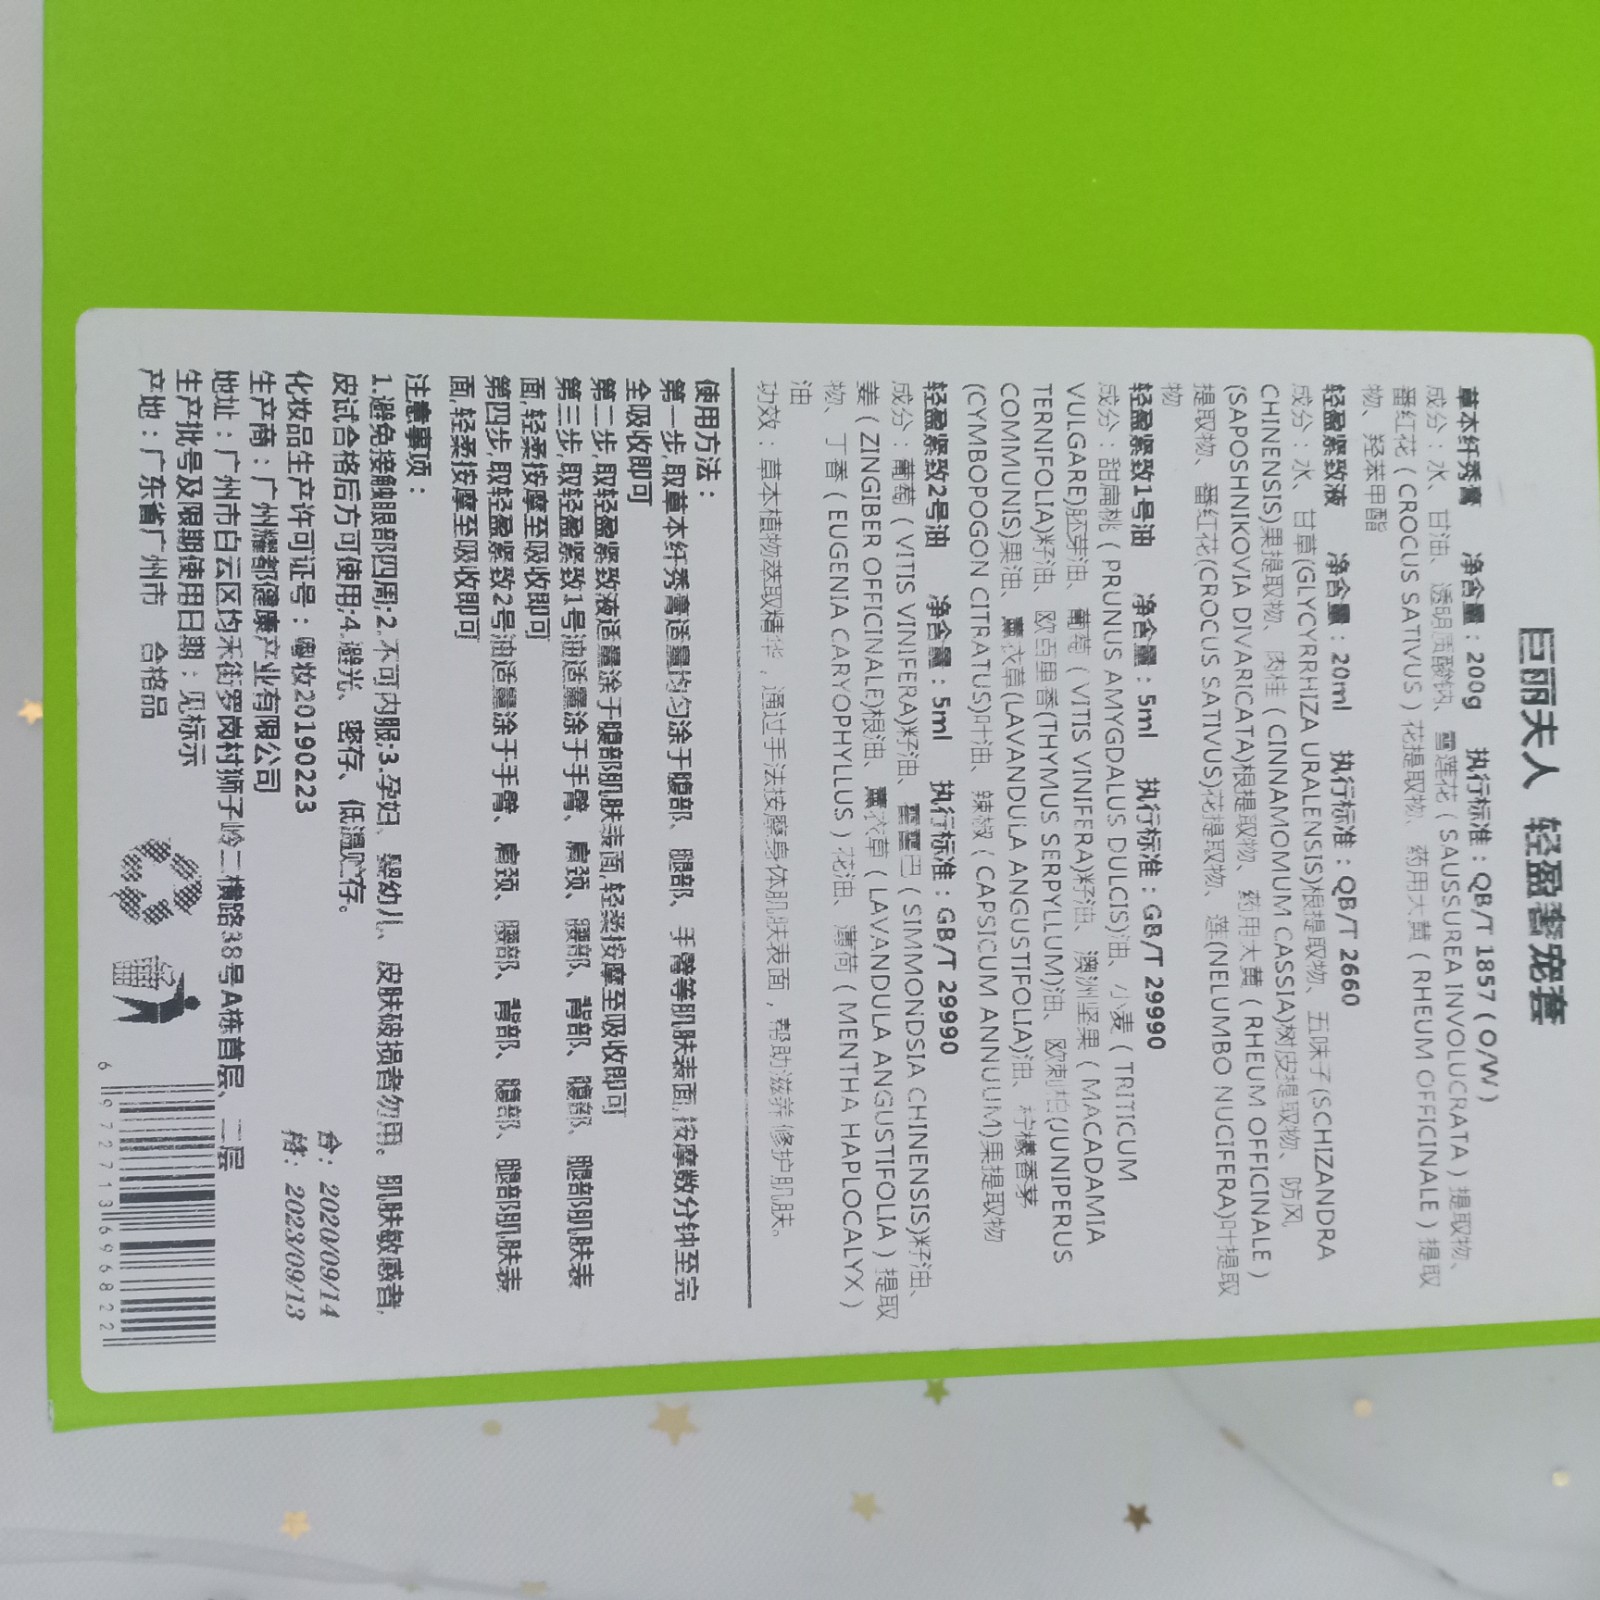 巨丽夫人 轻盈奢宠套
草本纤秀膏 净含量：200g 执行标准：QB/T 1857（O/W）
成分：水、甘油、透明质酸钠、雪莲花（SAUSSUREA INVOLUCRATA）提取物、
番红花（CROCUS SATIVUS）花提取物、药用大黄（RHEUM OFFICINALE）提取
物、羟苯甲酯
轻盈紧致液 净含量：20ml 执行标准：QB/T 2660
成分：水、甘草(GLYCYRRHIZA URALENSIS)根提取物、五味子(SCHIZANDRA
CHINENSIS)果提取物、肉桂（CINNAMOMUM CASSIA)树皮提取物、防风
(SAPOSHNIKOVIA DIVARICATA)根提取物、药用大黄（RHEUM OFFICINALE）
提取物、番红花(CROCUS SATIVUS)花提取物、莲(NELUMBO NUCIFERA)叶提取
物
轻盈紧致1号油 净含量：5ml 执行标准：GB/T 29990
成分：甜扁桃（PRUNUS AMYGDALUS DULCIS)油、小麦（TRITICUM
VULGARE)胚芽油、葡萄（VITIS VINIFERA)籽油、澳洲坚果（MACADAMIA
TERNIFOLIA)籽油、欧百里香(THYMUS SERPYLLUM)油、欧刺柏(JUNIPERUS
COMMUNIS)果油、薰衣草(LAVANDULA ANGUSTIFOLIA)油、柠檬香茅
(CYMBOPOGON CITRATUS)叶油、辣椒（CAPSICUM ANNUUM)果提取物
轻盈紧致2号油 净含量：5ml 执行标准：GB/T 29990
成分：葡萄（VITIS VINIFERA)籽油、霍霍巴（SIMMONDSIA CHINENSIS)籽油、
姜（ZINGIBER OFFICINALE)根油、薰衣草（LAVANDULA ANGUSTIFOLIA）提取
物、丁香（EUGENIA CARYOPHYLLUS）花油、薄荷（MENTHA HAPLOCALYX）
油
功效：草本植物萃取精华，通过手法按摩身体肌肤表面，帮助滋养修护肌肤。
使用方法：
第一步,取草本纤秀膏适量均匀涂于腹部、腿部、手臂等肌肤表面,按摩数分钟至完
全吸收即可
第二步,取轻盈紧致液适量涂于腹部肌肤表面,轻柔按摩至吸收即可
第三步,取轻盈紧致1号油适量涂于手臂、肩颈、腰部、背部、腹部、腿部肌肤表
面,轻柔按摩至吸收即可
第四步,取轻盈紧致2号油适量涂于手臂、肩颈、腰部、背部、腹部、腿部肌肤表
面,轻柔按摩至吸收即可
注意事项：
1.避免接触眼部四周;2.不可内服;3.孕妇、婴幼儿、皮肤破损者勿用。肌肤敏感者,
皮试合格后方可使用;4.避光、密存、低温贮存。
化妆品生产许可证号：粤妆20190223
生产商：广州耀都健康产业有限公司
地址：广州市白云区均禾街罗岗村狮子岭二横路38号A栋首层、二层
生产批号及限期使用日期：见标示
产地：广东省广州市 合格品
合：2020/09/14
格：2023/09/13
6 972713 696822